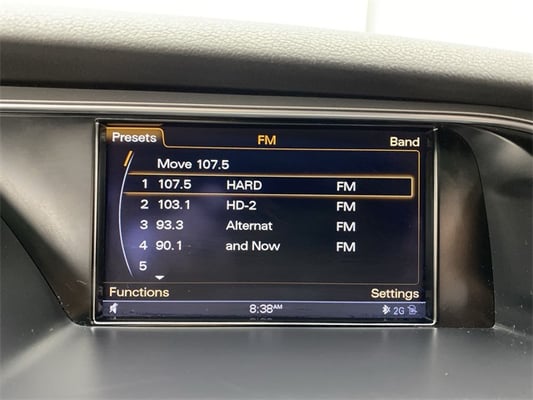 Presets FM Band
Move 107.5
1 107.5 HARD FM
2 103.1 HD-2 FM
3 93.3 Alternat FM
4 90.1 and Now FM
5
Functions Settings
8:38AM 2G